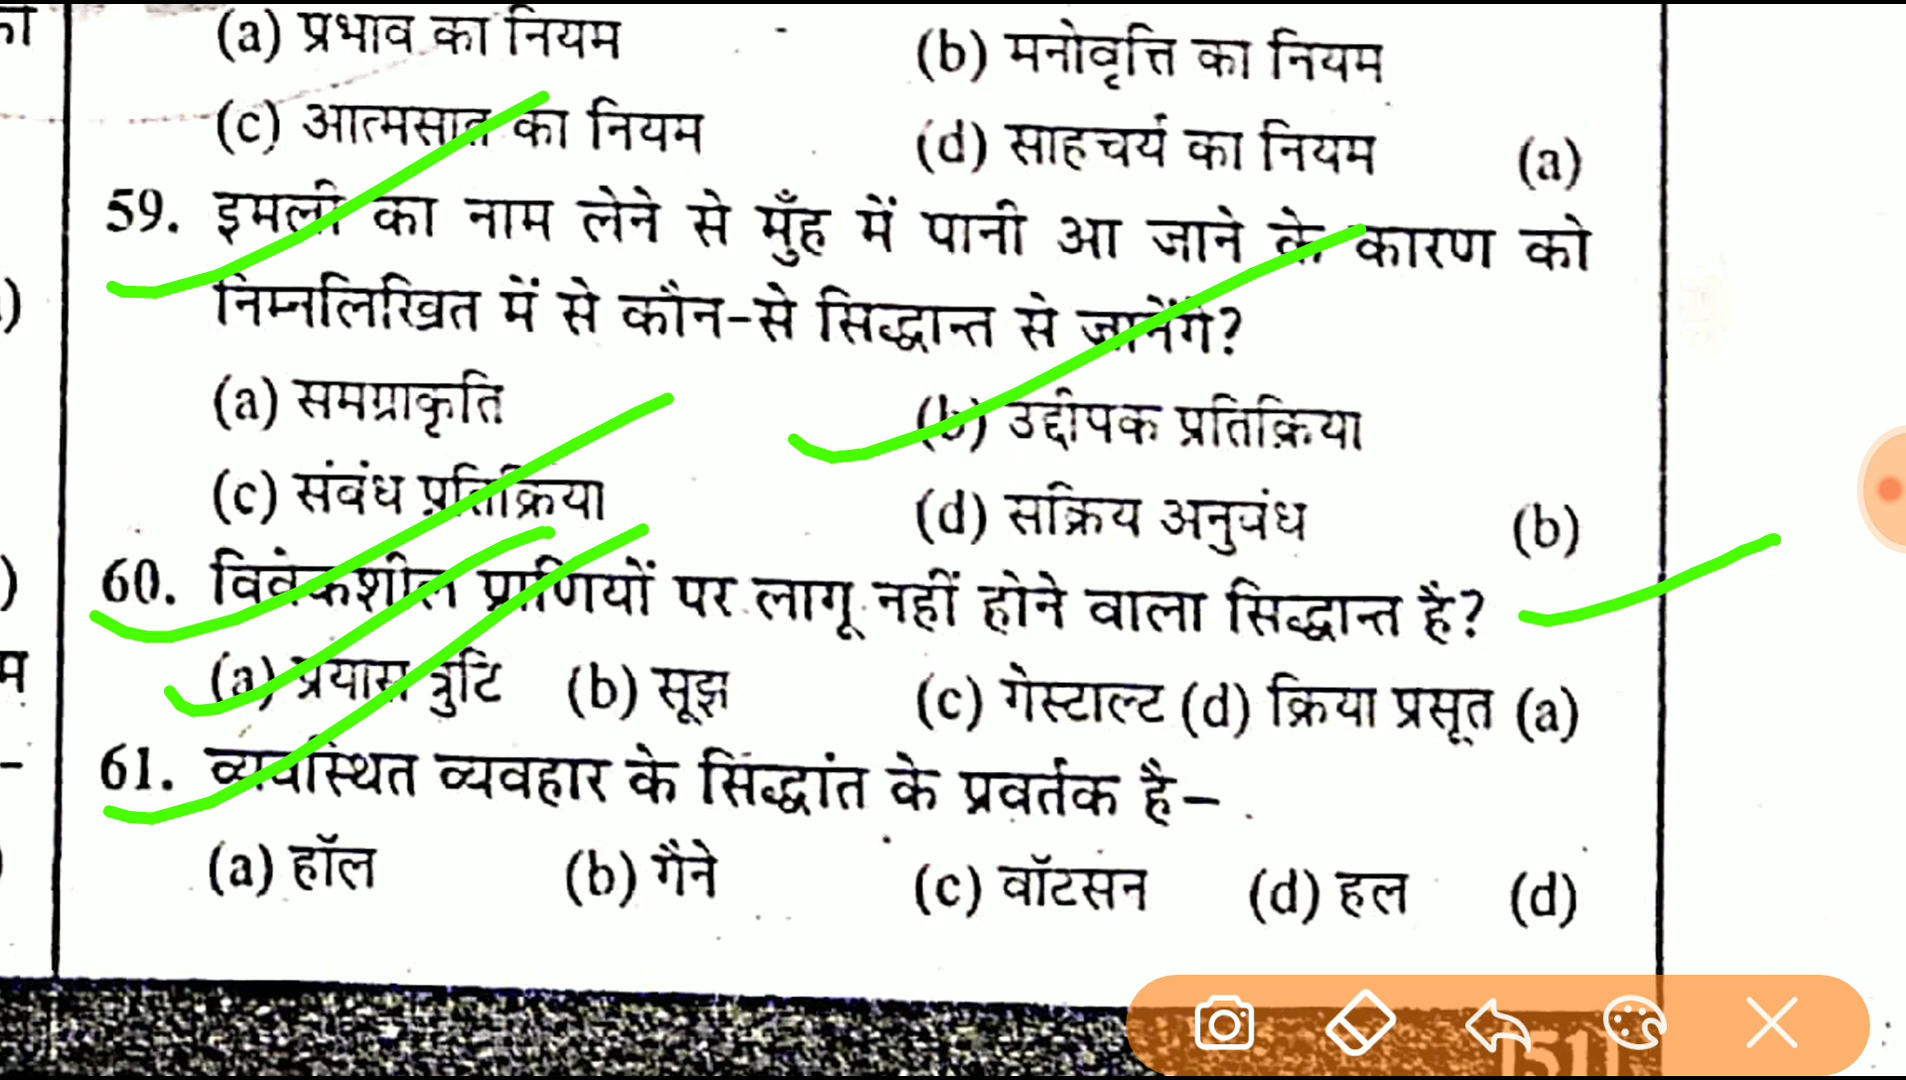 (a) प्रभाव का नियम (b) मनोवृत्ति का नियम
(c) आत्मसात का नियम (d) साहचर्य का नियम (a)
59. इमली का नाम लेने से मुँह में पानी आ जाने के कारण को
निम्नलिखित में से कौन-से सिद्धान्त से जानेंगे?
(a) समग्राकृति (b) उद्दीपक प्रतिक्रिया
(c) संबंध प्रतिक्रिया (d) सक्रिय अनुबंध (b)
60. विवेकशील प्राणियों पर लागू नहीं होने वाला सिद्धान्त है?
(a) प्रयास त्रुटि (b) सूझ (c) गेस्टाल्ट (d) क्रिया प्रसूत (a)
61. व्यवस्थित व्यवहार के सिद्धांत के प्रवर्तक है–
(a) हॉल (b) गैने (c) वॉटसन (d) हल (d)